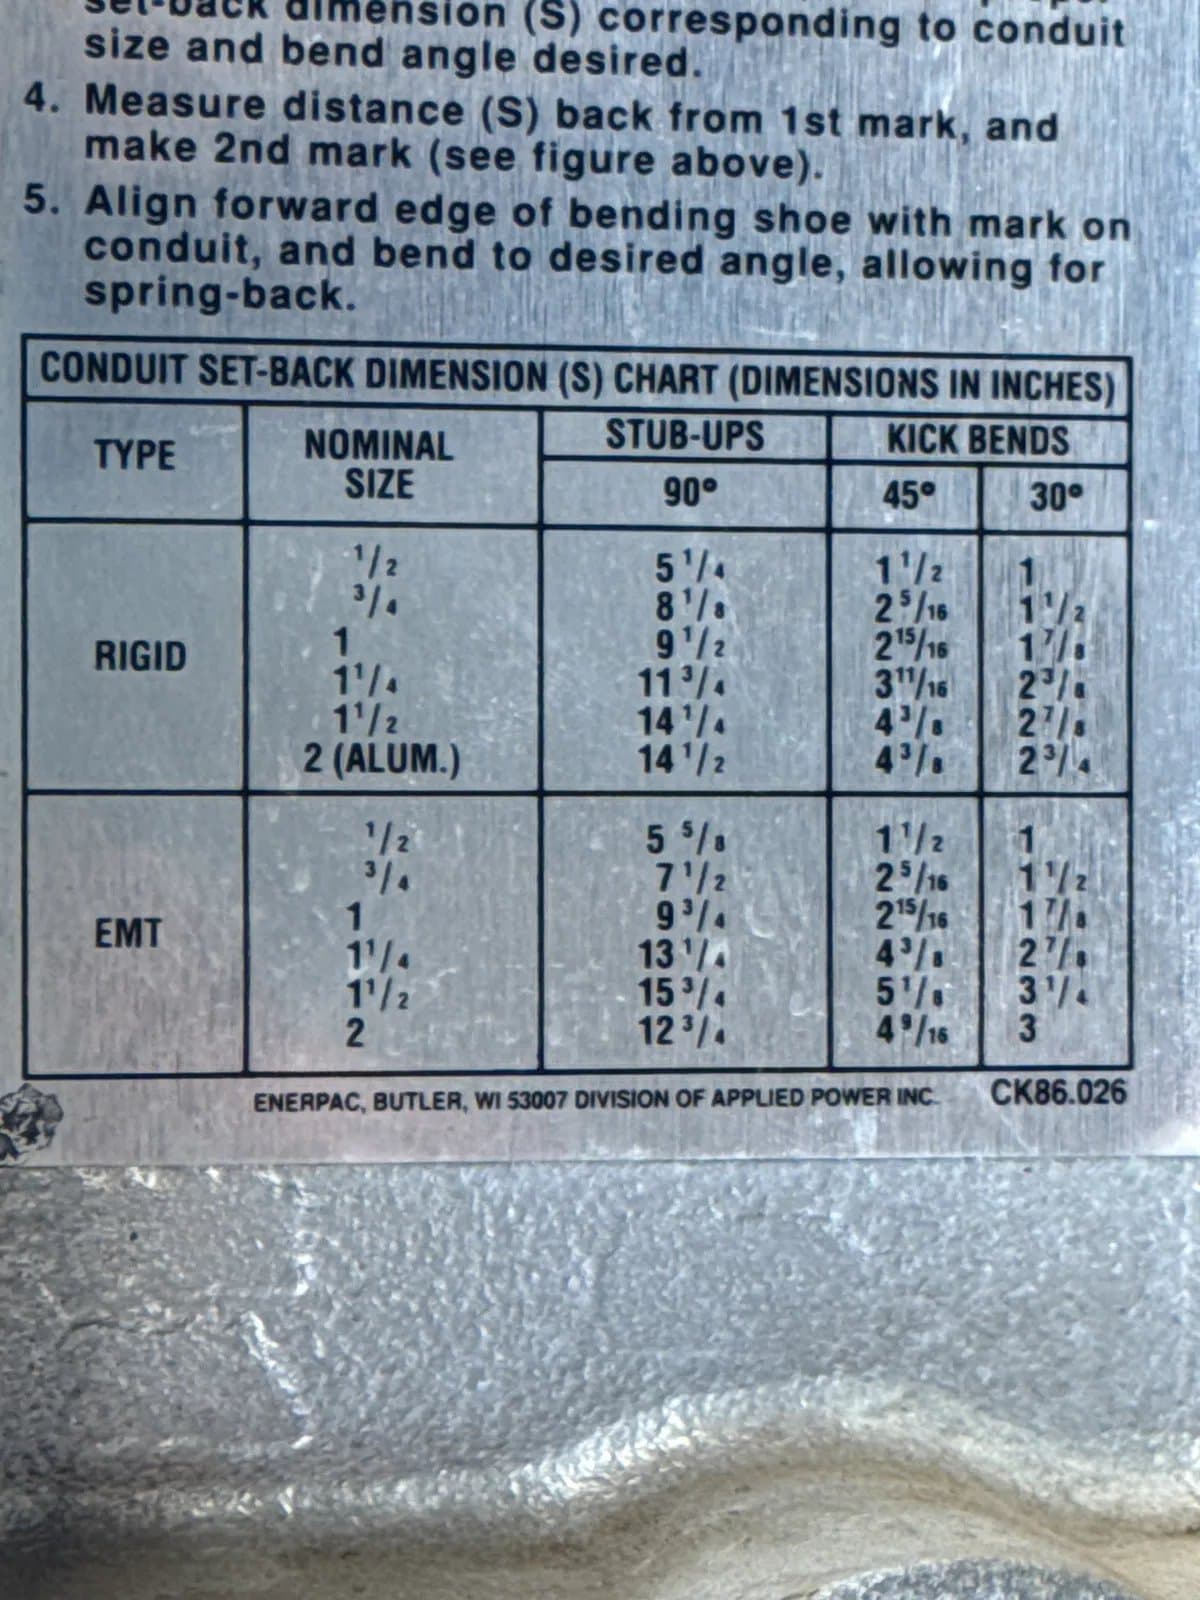 set-back dimension (S) corresponding to conduit
size and bend angle desired.
4. Measure distance (S) back from 1st mark, and
make 2nd mark (see figure above).
5. Align forward edge of bending shoe with mark on
conduit, and bend to desired angle, allowing for
spring-back.
CONDUIT SET-BACK DIMENSION (S) CHART (DIMENSIONS IN INCHES)
TYPE NOMINAL SIZE STUB-UPS KICK BENDS
90° 45° 30°
RIGID
1/2 5 1/4 1 1/2 1
3/4 8 1/8 2 5/16 1 1/2
1 9 1/2 2 15/16 1 7/8
1 1/4 11 3/4 3 11/16 2 3/8
1 1/2 14 1/4 4 3/8 2 7/8
2 (ALUM.) 14 1/2 4 3/8 2 3/4
EMT
1/2 5 5/8 1 1/2 1
3/4 7 1/2 2 5/16 1 1/2
1 9 3/4 2 15/16 1 7/8
1 1/4 13 1/4 4 3/8 2 7/8
1 1/2 15 3/4 5 1/8 3 1/4
2 12 3/4 4 9/16 3
ENERPAC, BUTLER, WI 53007 DIVISION OF APPLIED POWER INC. CK86.026